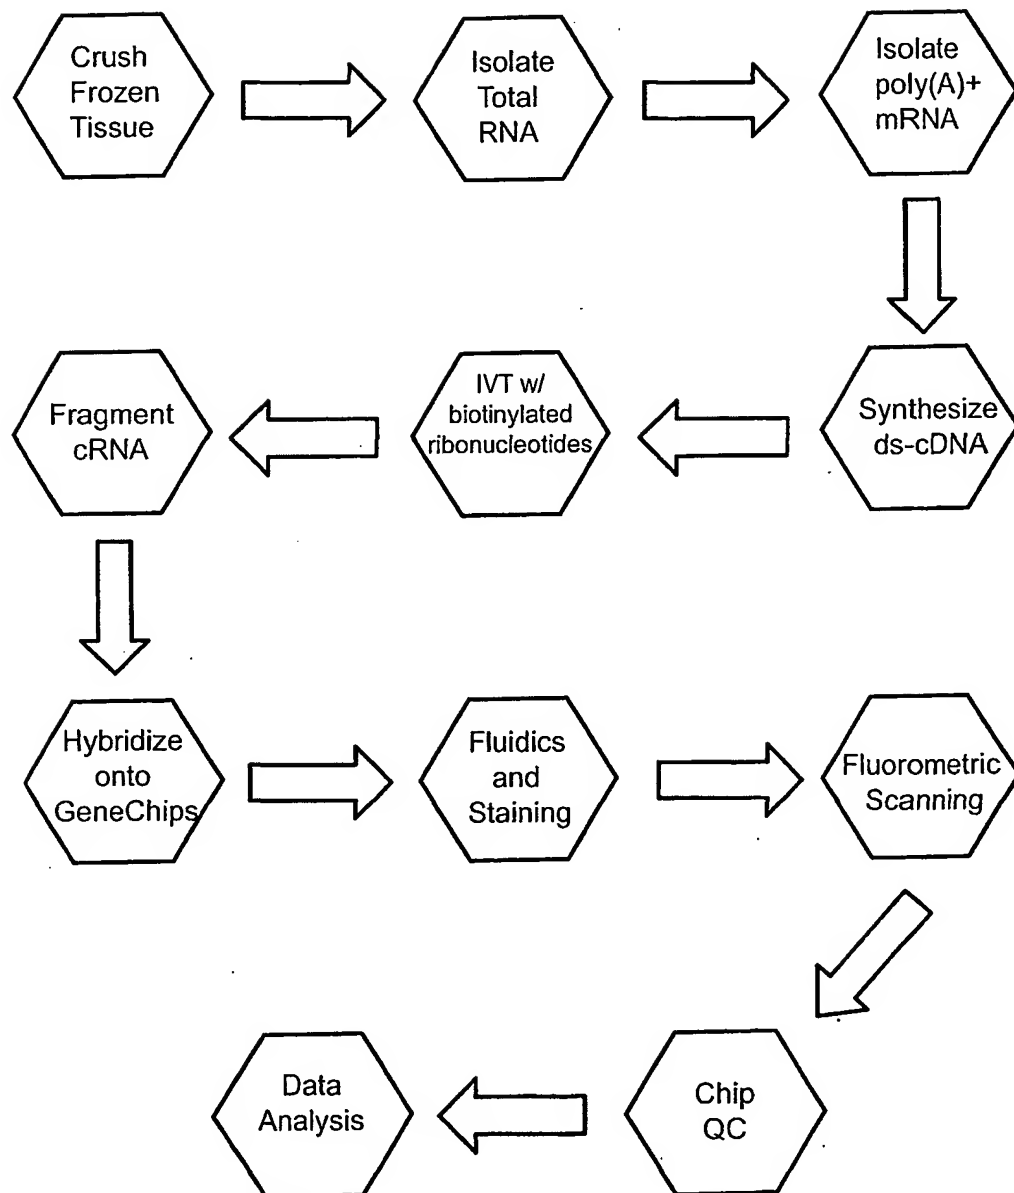 Crush
Frozen
Tissue
Isolate
Total
RNA
Isolate
poly(A)+
mRNA
Synthesize
ds-cDNA
IVT w/
biotinylated
ribonucleotides
Fragment
cRNA
Hybridize
onto
GeneChips
Fluidics
and
Staining
Fluorometric
Scanning
Chip
QC
Data
Analysis